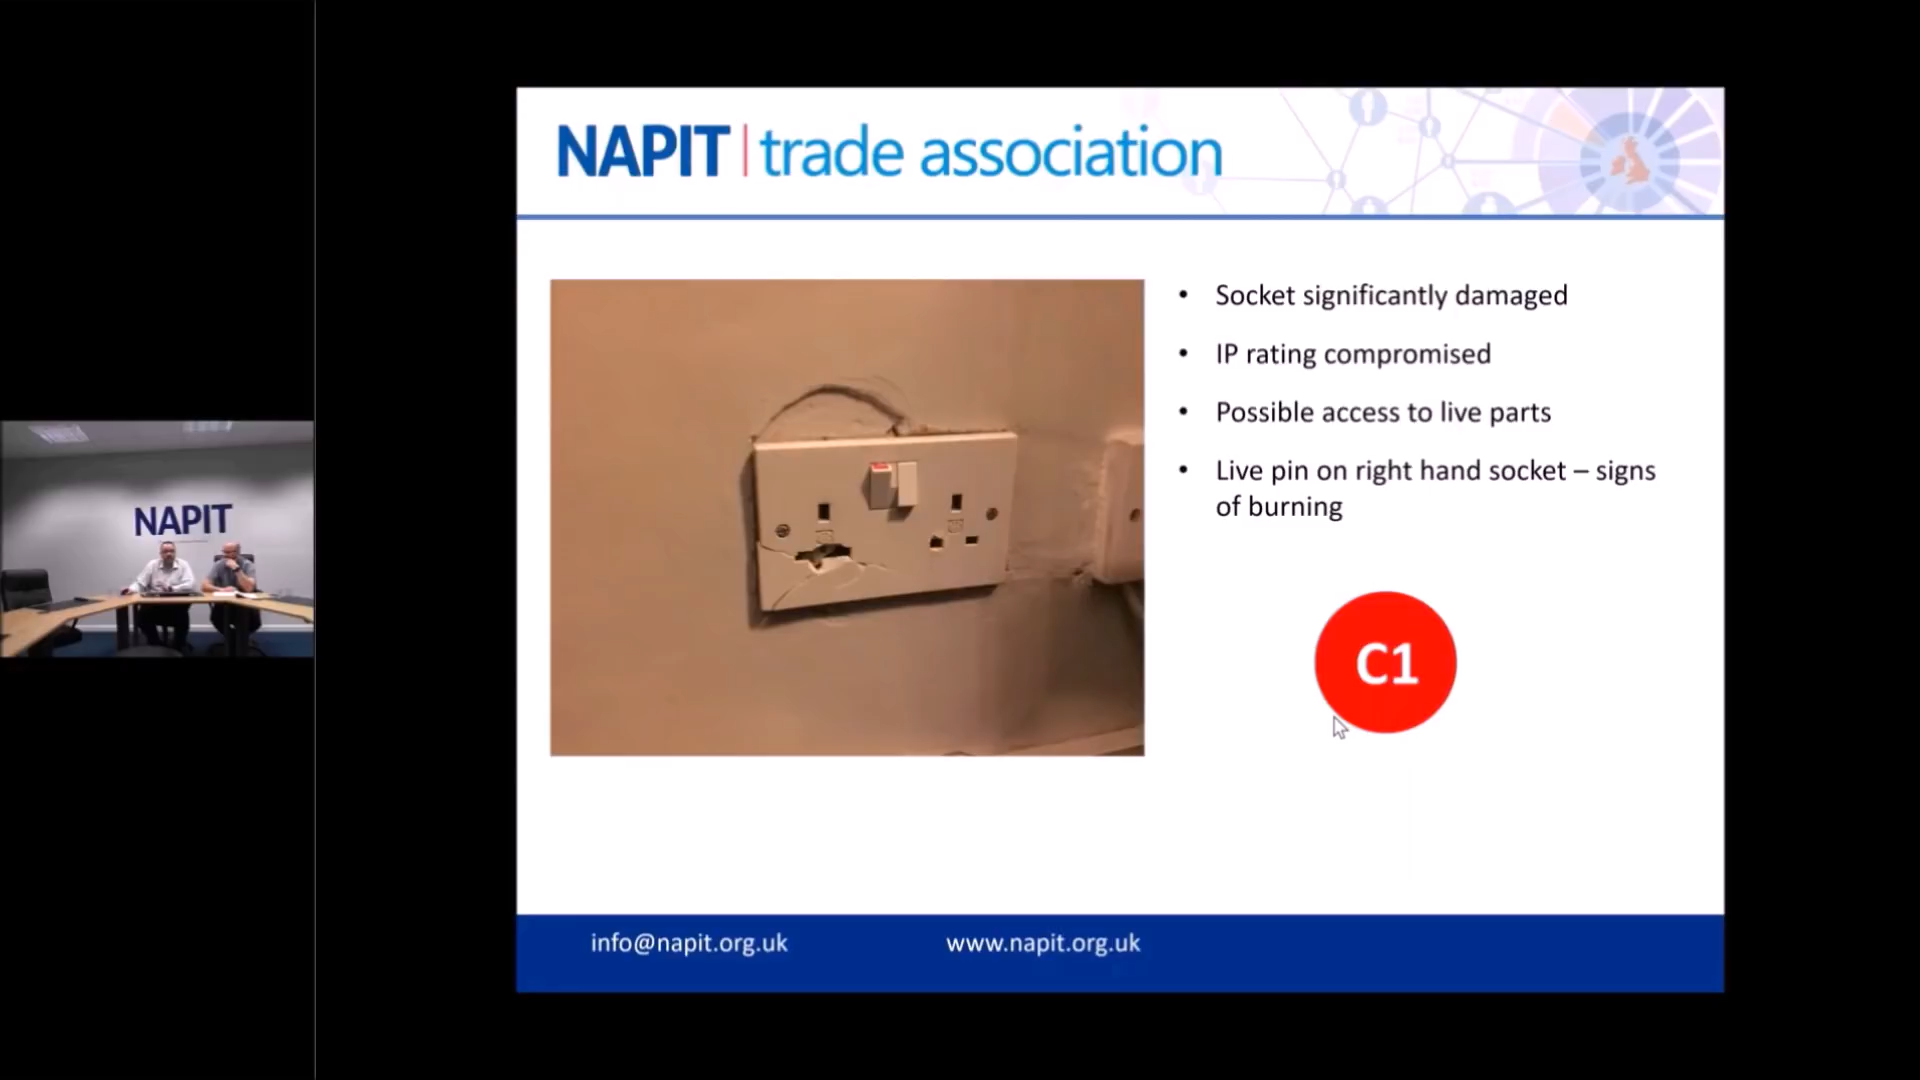 NAPIT | trade association
• Socket significantly damaged
• IP rating compromised
• Possible access to live parts
• Live pin on right hand socket – signs
of burning
C1
NAPIT
info@napit.org.uk
www.napit.org.uk